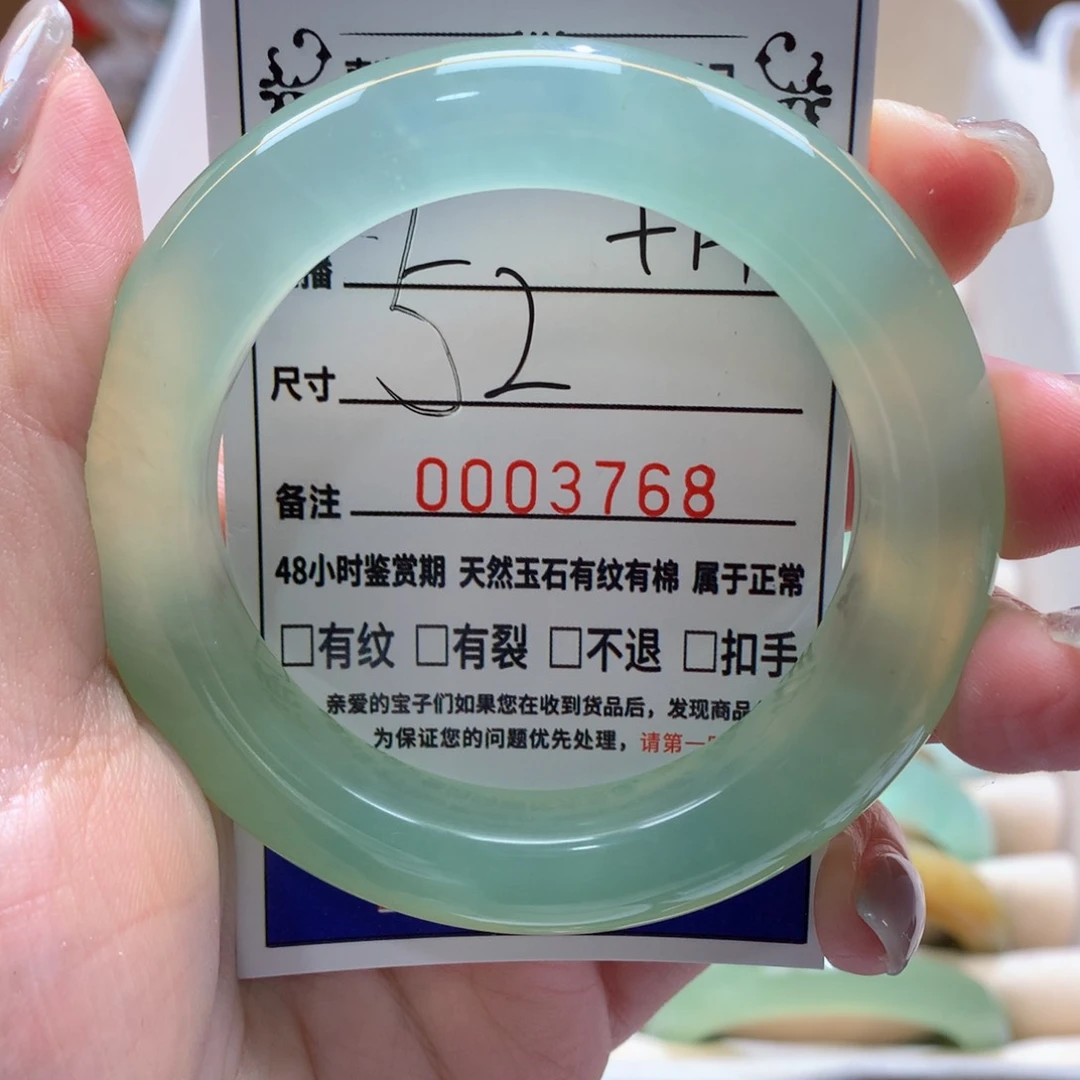 播 52 +
尺寸
备注 0003768
48小时鉴赏期 天然玉石有纹有棉 属于正常
□有纹 □有裂 □不退 □扣手
亲爱的宝子们如果您在收到货品后，发现商品
为保证您的问题优先处理，请第一